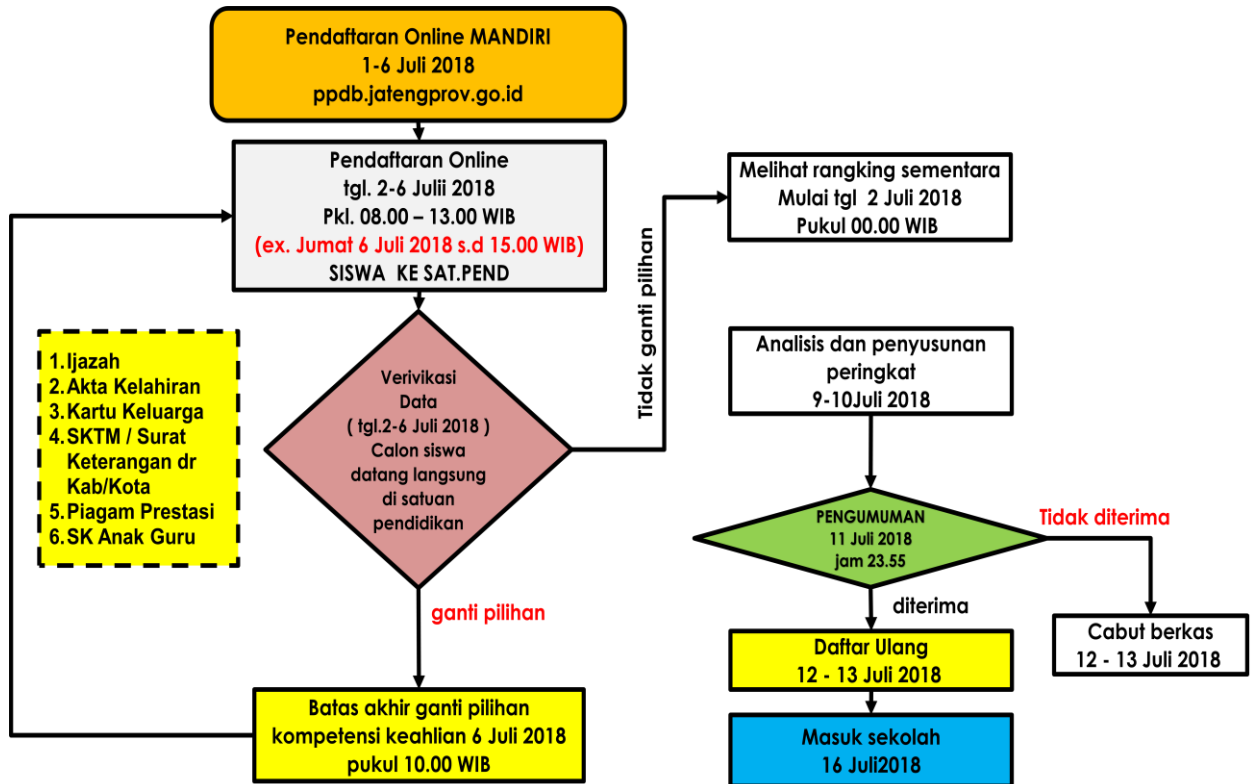 Pendaftaran Online MANDIRI
1-6 Juli 2018
ppdb.jatengprov.go.id
Pendaftaran Online
tgl. 2-6 Julii 2018
Pkl. 08.00 – 13.00 WIB
(ex. Jumat 6 Juli 2018 s.d 15.00 WIB)
SISWA KE SAT.PEND
1.Ijazah
2.Akta Kelahiran
3.Kartu Keluarga
4.SKTM / Surat
Keterangan dr
Kab/Kota
5.Piagam Prestasi
6.SK Anak Guru
Verivikasi
Data
( tgl.2-6 Juli 2018 )
Calon siswa
datang langsung
di satuan
pendidikan
ganti pilihan
Batas akhir ganti pilihan
kompetensi keahlian 6 Juli 2018
pukul 10.00 WIB
Tidak ganti pilihan
Melihat rangking sementara
Mulai tgl 2 Juli 2018
Pukul 00.00 WIB
Analisis dan penyusunan
peringkat
9-10Juli 2018
PENGUMUMAN
11 Juli 2018
jam 23.55
Tidak diterima
diterima
Cabut berkas
12 - 13 Juli 2018
Daftar Ulang
12 - 13 Juli 2018
Masuk sekolah
16 Juli2018